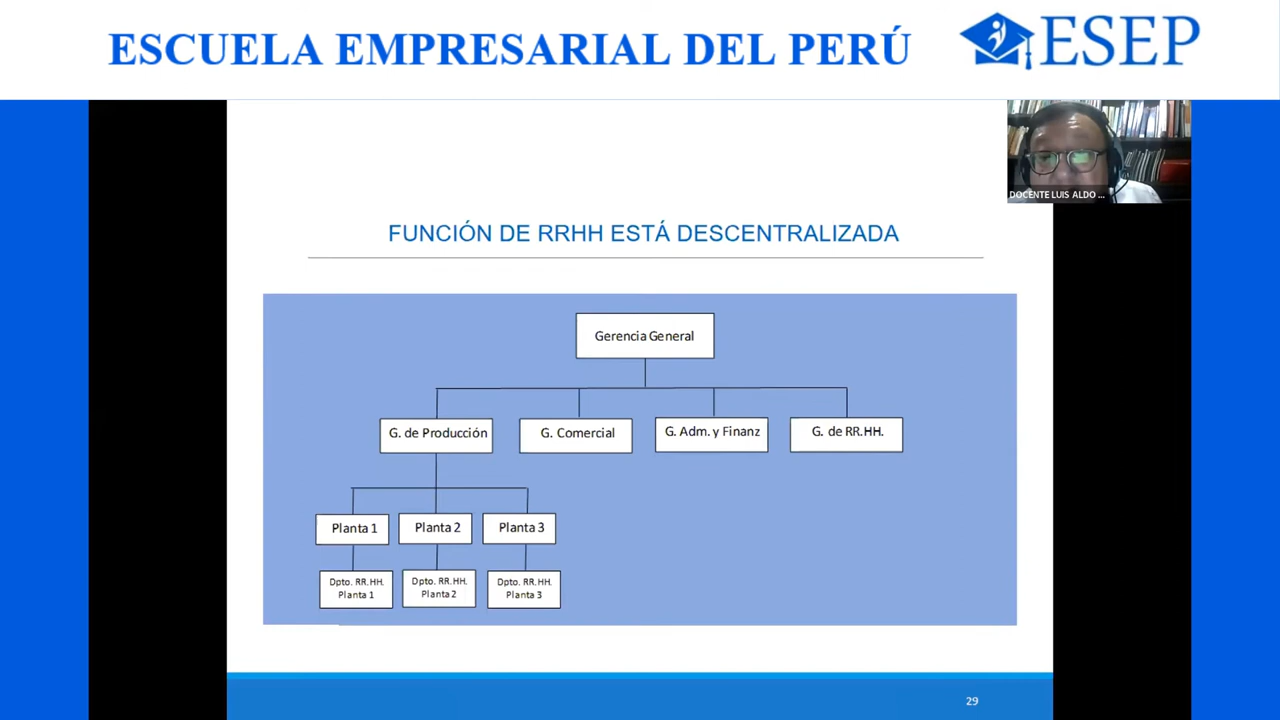 ESCUELA EMPRESARIAL DEL PERÚ
ESEP
DOCENTE LUIS ALDO ...
FUNCIÓN DE RRHH ESTÁ DESCENTRALIZADA
Gerencia General
G. de Producción
G. Comercial
G. Adm. y Finanz
G. de RR.HH.
Planta 1
Planta 2
Planta 3
Dpto. RR.HH.
Planta 1
Dpto. RR.HH.
Planta 2
Dpto. RR.HH.
Planta 3
29